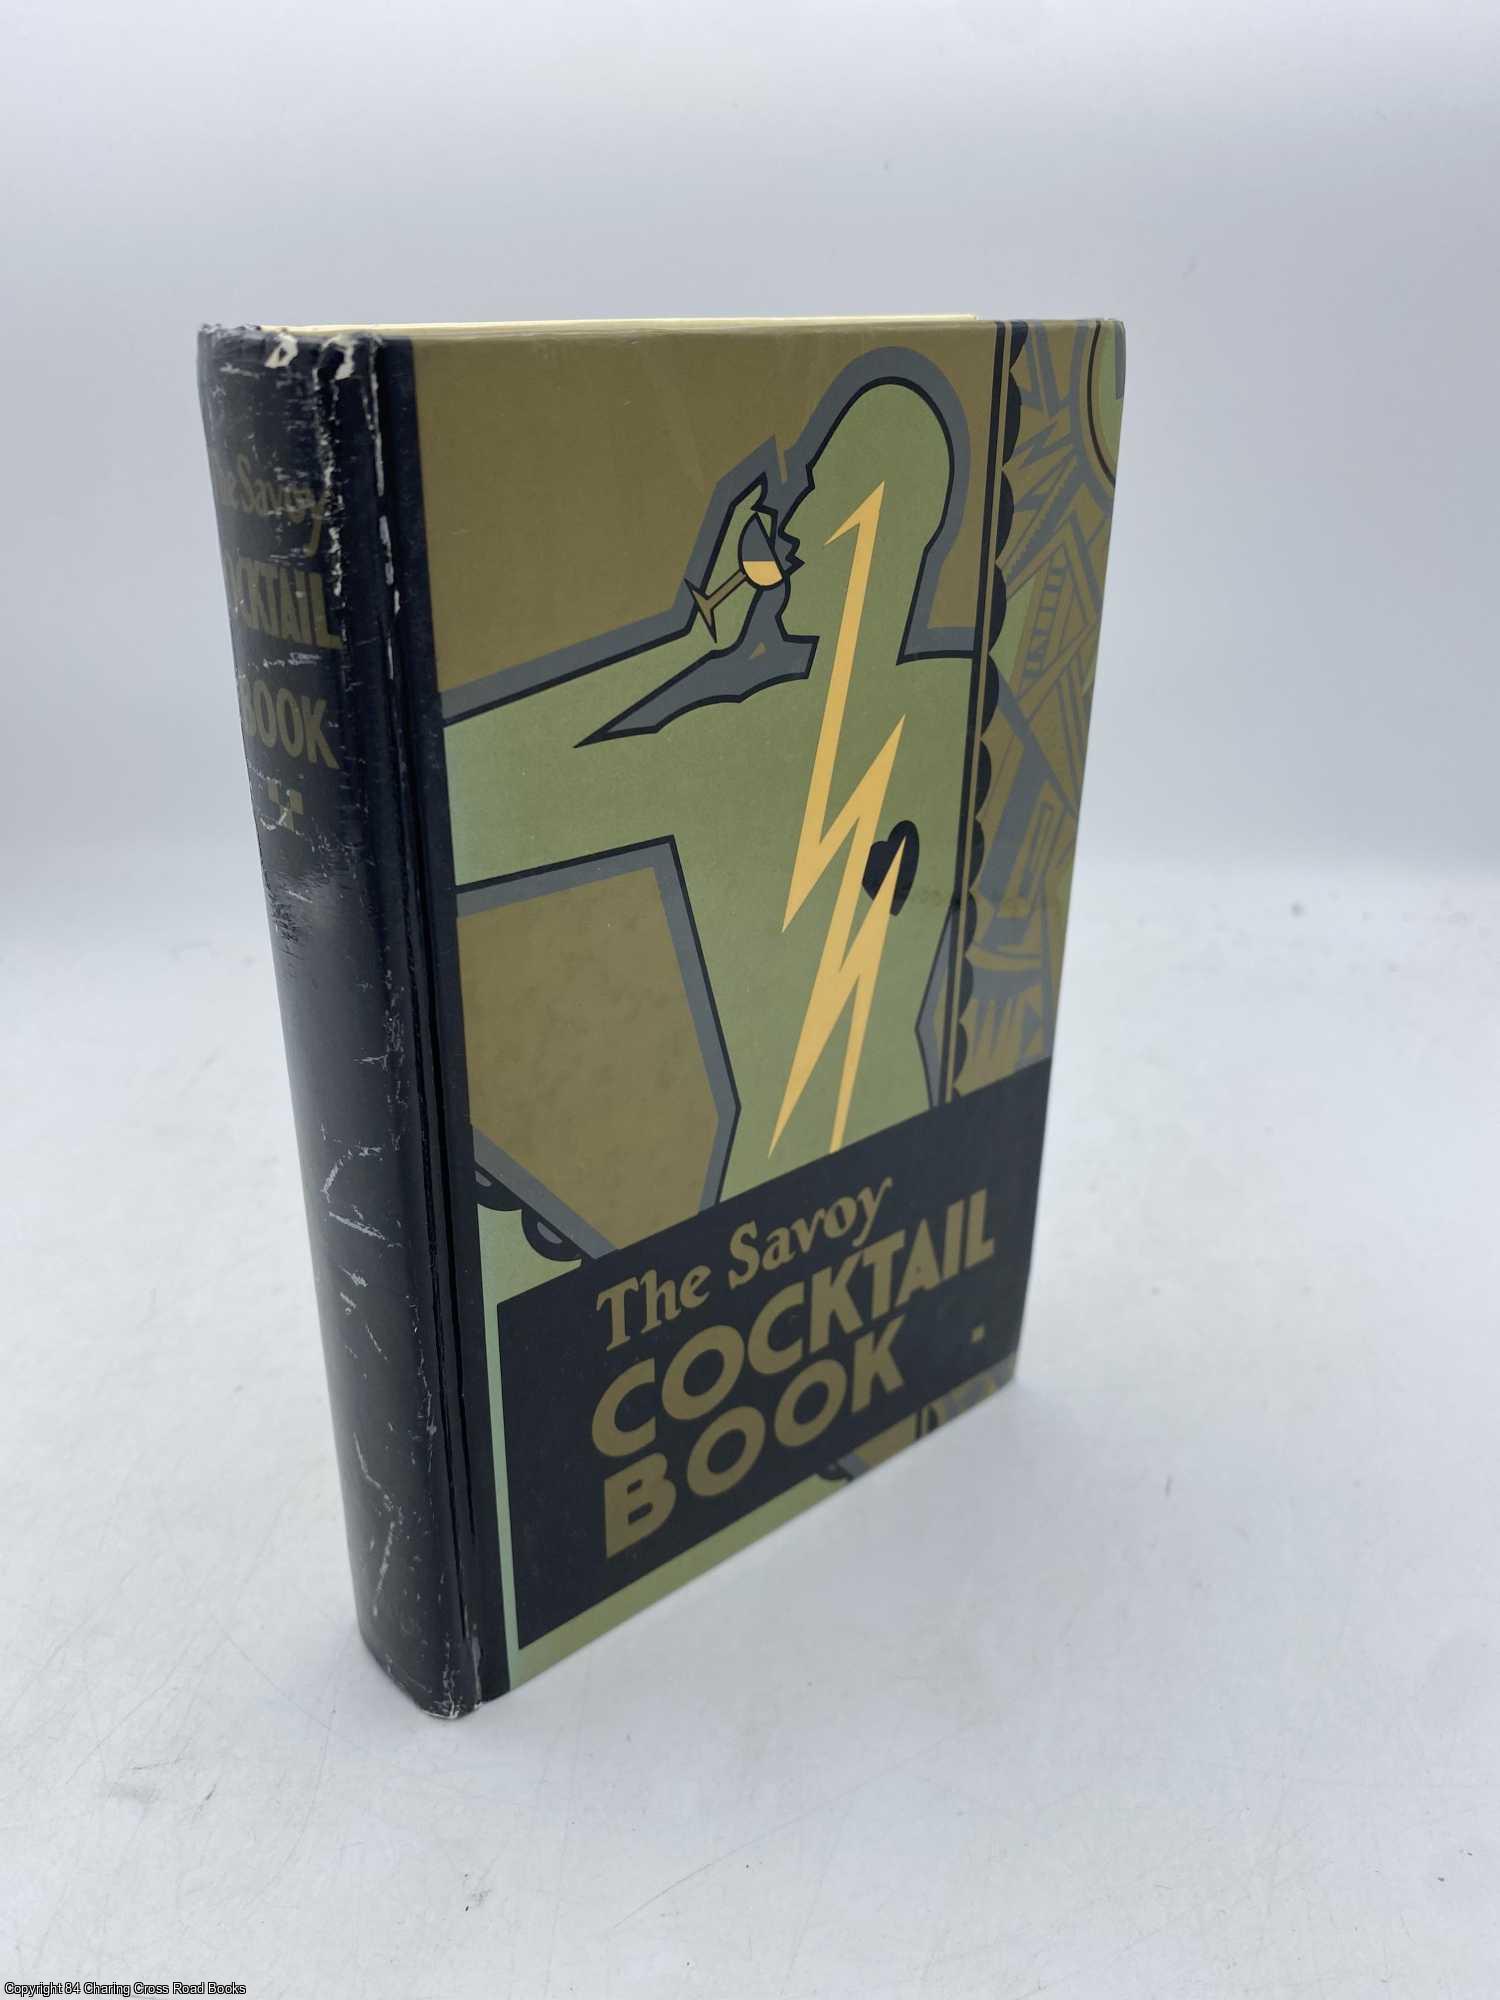 The Savoy
COCKTAIL
BOOK
The Savoy
COCKTAIL
BOOK
Copyright 84 Charing Cross Road Books